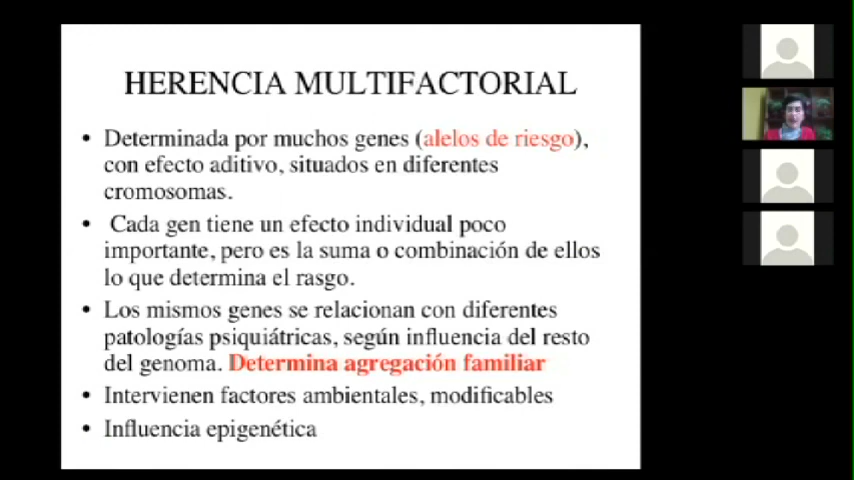 HERENCIA MULTIFACTORIAL
• Determinada por muchos genes (alelos de riesgo),
con efecto aditivo, situados en diferentes
cromosomas.
• Cada gen tiene un efecto individual poco
importante, pero es la suma o combinación de ellos
lo que determina el rasgo.
• Los mismos genes se relacionan con diferentes
patologías psiquiátricas, según influencia del resto
del genoma. Determina agregación familiar
• Intervienen factores ambientales, modificables
• Influencia epigenética